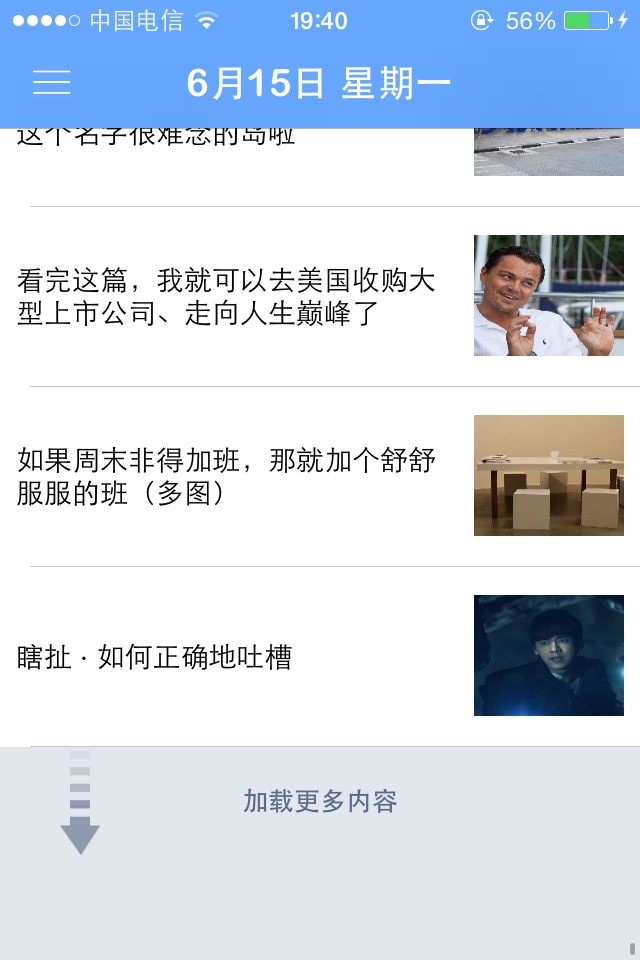 中国电信
19:40
56%
6月15日 星期一
这个名字很难念的岛啦
看完这篇，我就可以去美国收购大
型上市公司、走向人生巅峰了
如果周末非得加班，那就加个舒舒
服服的班（多图）
瞎扯 · 如何正确地吐槽
加载更多内容